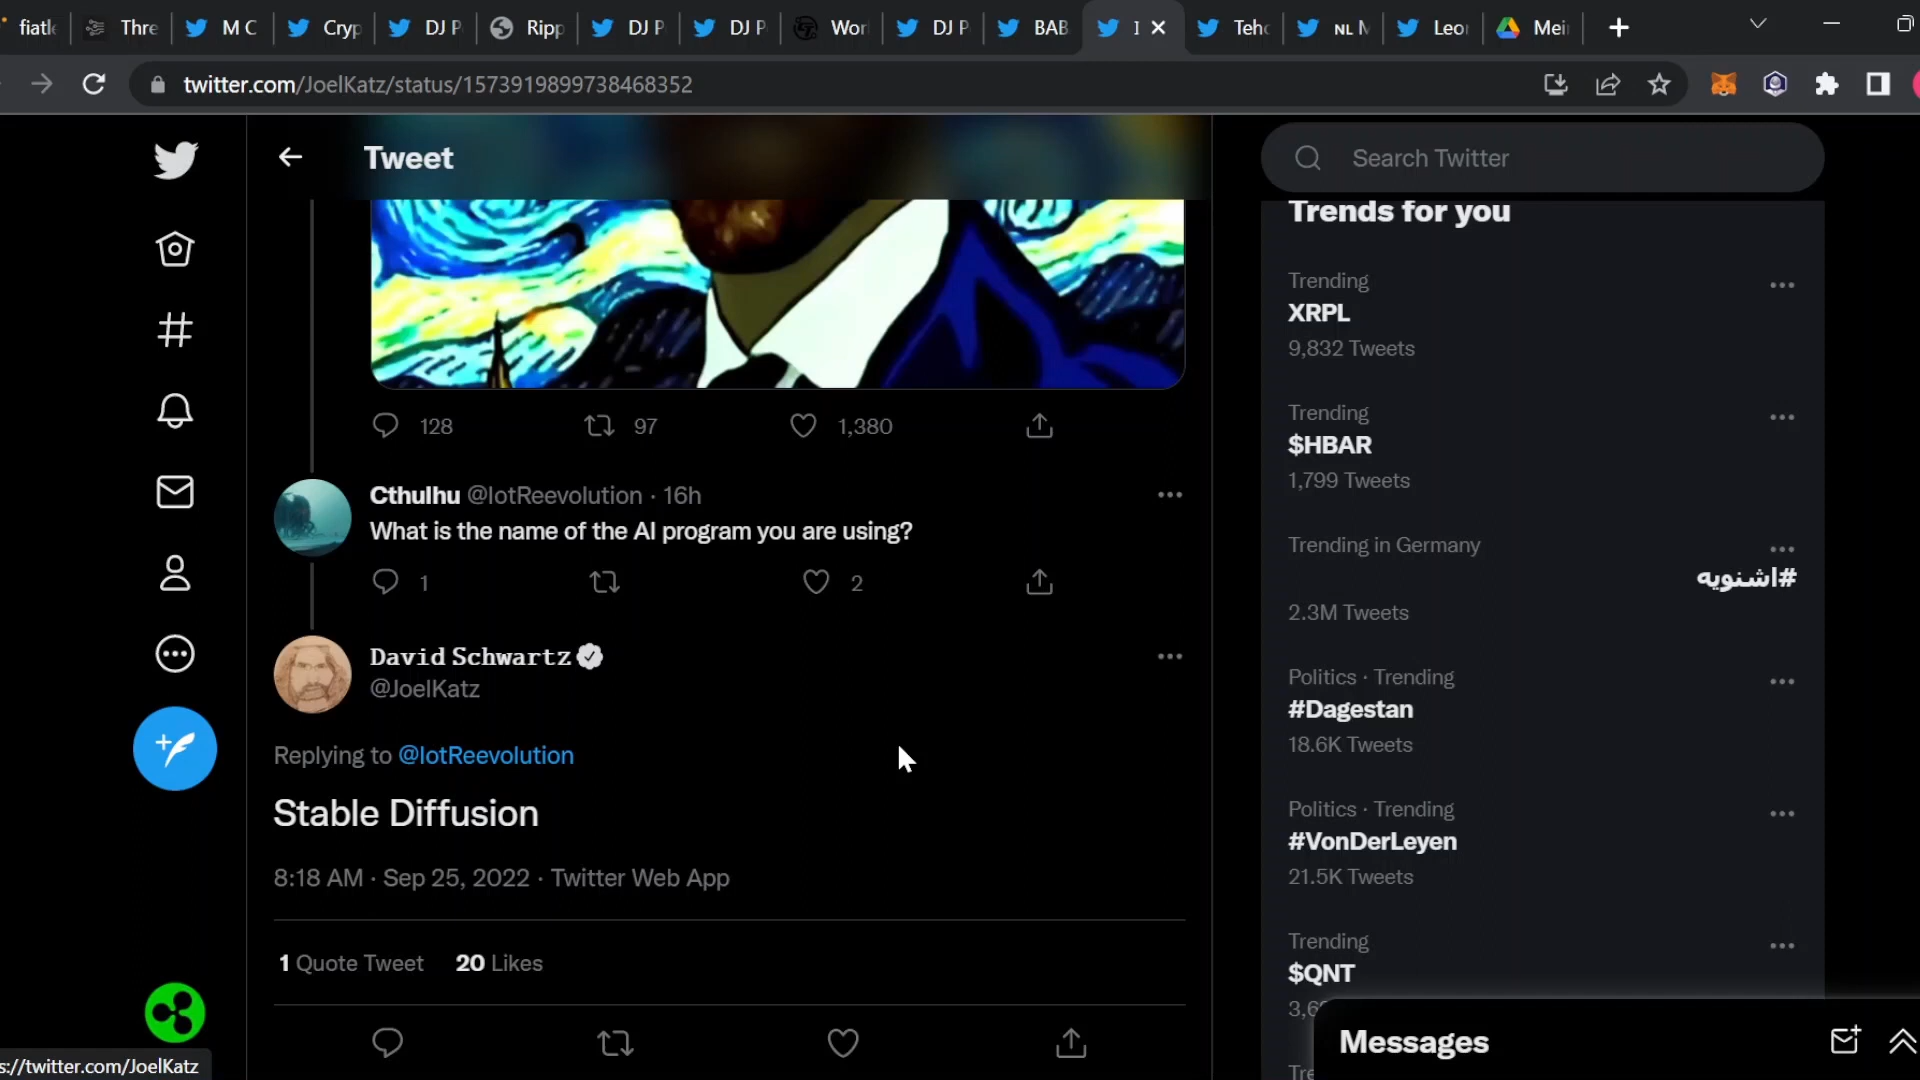 fiatle
Thre
M C
Cryp
DJ P
Ripp
DJ P
DJ P
Wor
DJ P
BAB
Teho
NL M
Leo
Mei
twitter.com/JoelKatz/status/1573919899738468352
Tweet
128
97
1,380
Cthulhu @IotReevolution · 16h
What is the name of the AI program you are using?
1
2
David Schwartz
@JoelKatz
Replying to @IotReevolution
Stable Diffusion
8:18 AM · Sep 25, 2022 · Twitter Web App
1 Quote Tweet 20 Likes
s://twitter.com/JoelKatz
Search Twitter
Trends for you
Trending
XRPL
9,832 Tweets
Trending
$HBAR
1,799 Tweets
Trending in Germany
#اشنویه
2.3M Tweets
Politics · Trending
#Dagestan
18.6K Tweets
Politics · Trending
#VonDerLeyen
21.5K Tweets
Trending
$QNT
Messages